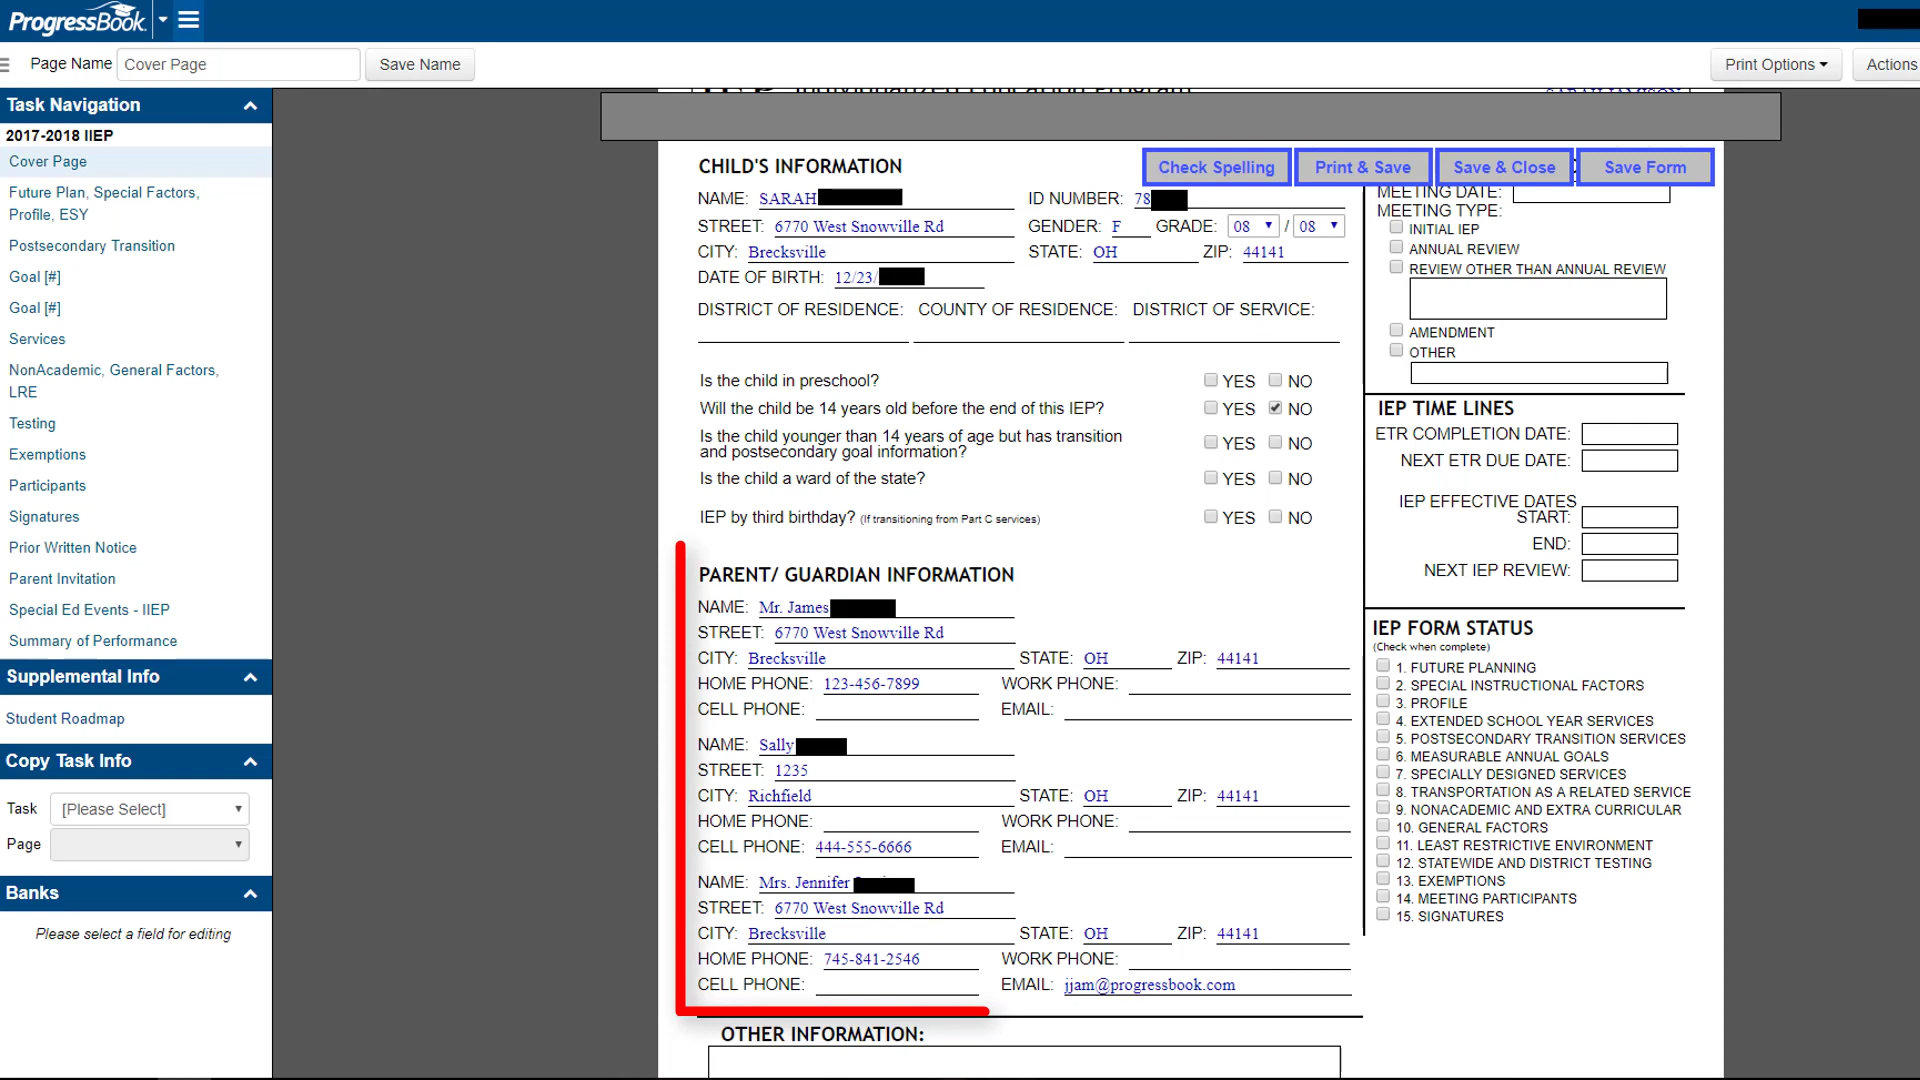 ProgressBook
Page Name Cover Page Save Name Print Options Actions
Task Navigation
2017-2018 IIEP
Cover Page
Future Plan, Special Factors,
Profile, ESY
Postsecondary Transition
Goal [#]
Goal [#]
Services
NonAcademic, General Factors,
LRE
Testing
Exemptions
Participants
Signatures
Prior Written Notice
Parent Invitation
Special Ed Events - IIEP
Summary of Performance
Supplemental Info
Student Roadmap
Copy Task Info
Task [Please Select]
Page
Banks
Please select a field for editing
Individualized Education Program
CHILD'S INFORMATION
Check Spelling Print & Save Save & Close Save Form
NAME: SARAH ID NUMBER: 78
STREET: 6770 West Snowville Rd GENDER: F GRADE: 08 / 08
CITY: Brecksville STATE: OH ZIP: 44141
DATE OF BIRTH: 12/23/
DISTRICT OF RESIDENCE: COUNTY OF RESIDENCE: DISTRICT OF SERVICE:
Is the child in preschool? YES NO
Will the child be 14 years old before the end of this IEP? YES NO
Is the child younger than 14 years of age but has transition
and postsecondary goal information? YES NO
Is the child a ward of the state? YES NO
IEP by third birthday? (If transitioning from Part C services) YES NO
PARENT/ GUARDIAN INFORMATION
NAME: Mr. James
STREET: 6770 West Snowville Rd
CITY: Brecksville STATE: OH ZIP: 44141
HOME PHONE: 123-456-7899 WORK PHONE:
CELL PHONE: EMAIL:
NAME: Sally
STREET: 1235
CITY: Richfield STATE: OH ZIP: 44141
HOME PHONE: WORK PHONE:
CELL PHONE: 444-555-6666 EMAIL:
NAME: Mrs. Jennifer
STREET: 6770 West Snowville Rd
CITY: Brecksville STATE: OH ZIP: 44141
HOME PHONE: 745-841-2546 WORK PHONE:
CELL PHONE: EMAIL: jjam@progressbook.com
OTHER INFORMATION:
MEETING DATE:
MEETING TYPE:
INITIAL IEP
ANNUAL REVIEW
REVIEW OTHER THAN ANNUAL REVIEW
AMENDMENT
OTHER
IEP TIME LINES
ETR COMPLETION DATE:
NEXT ETR DUE DATE:
IEP EFFECTIVE DATES
START:
END:
NEXT IEP REVIEW:
IEP FORM STATUS
(Check when complete)
1. FUTURE PLANNING
2. SPECIAL INSTRUCTIONAL FACTORS
3. PROFILE
4. EXTENDED SCHOOL YEAR SERVICES
5. POSTSECONDARY TRANSITION SERVICES
6. MEASURABLE ANNUAL GOALS
7. SPECIALLY DESIGNED SERVICES
8. TRANSPORTATION AS A RELATED SERVICE
9. NONACADEMIC AND EXTRA CURRICULAR
10. GENERAL FACTORS
11. LEAST RESTRICTIVE ENVIRONMENT
12. STATEWIDE AND DISTRICT TESTING
13. EXEMPTIONS
14. MEETING PARTICIPANTS
15. SIGNATURES